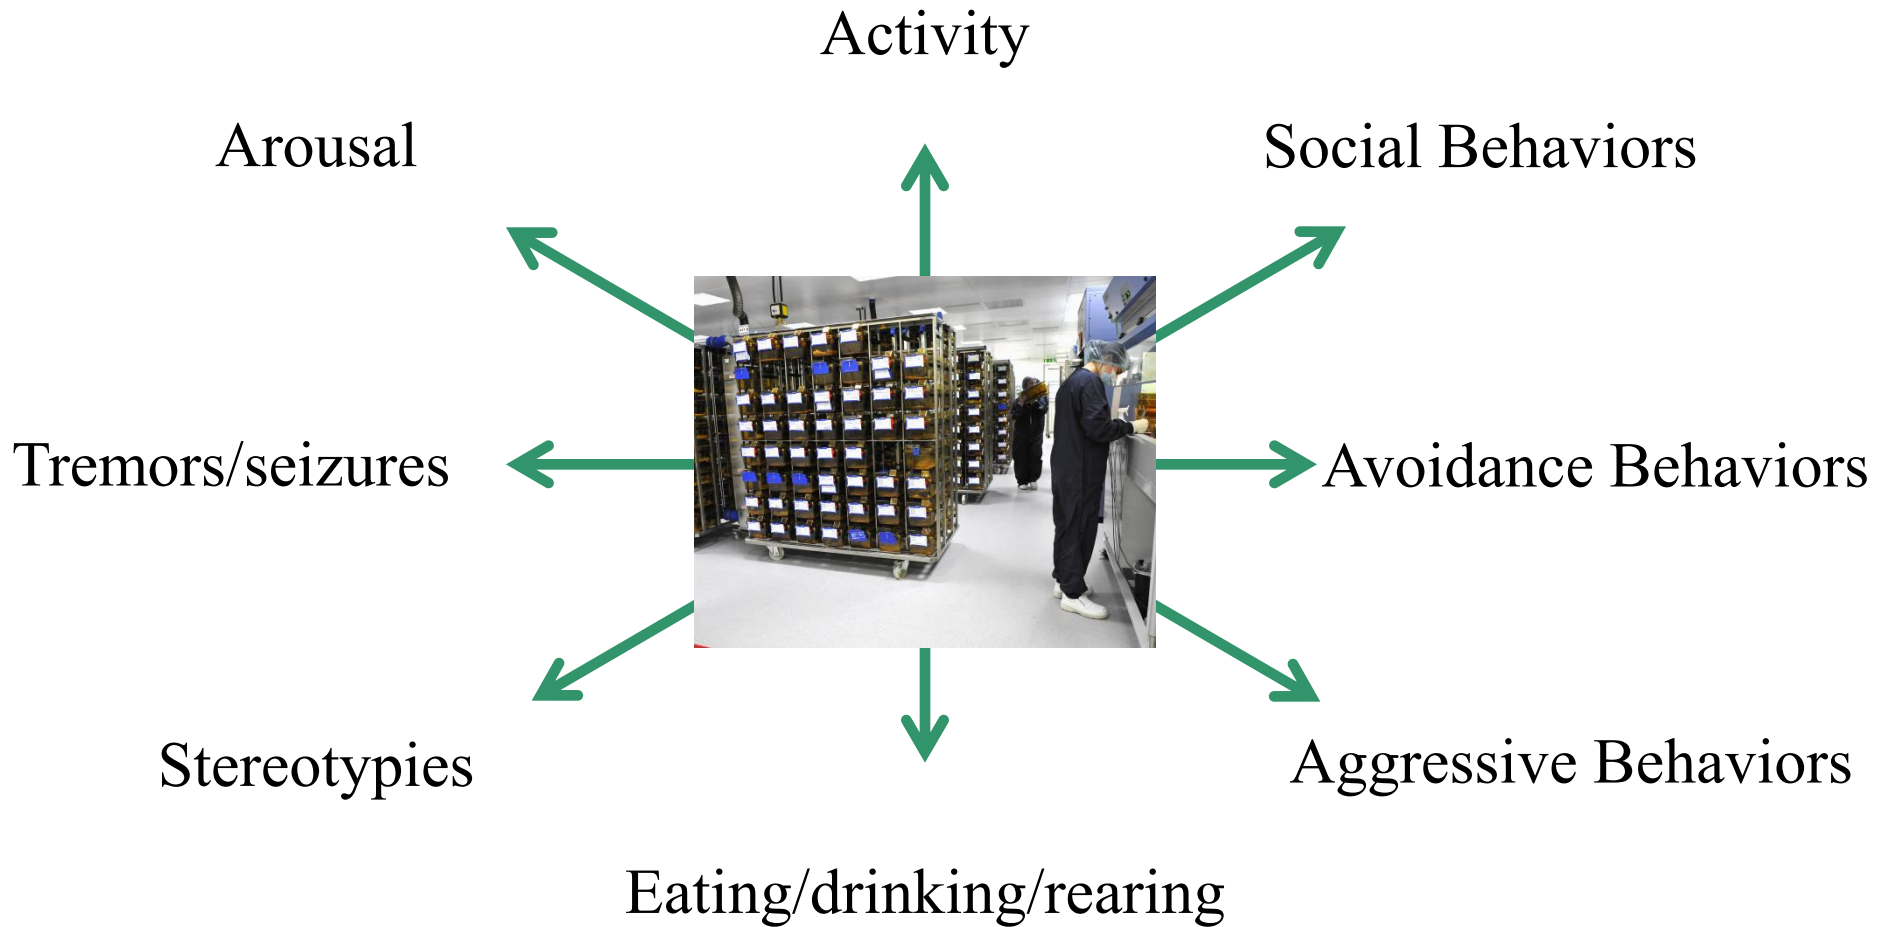 Activity
Arousal
Social Behaviors
Tremors/seizures
Avoidance Behaviors
Stereotypies
Aggressive Behaviors
Eating/drinking/rearing